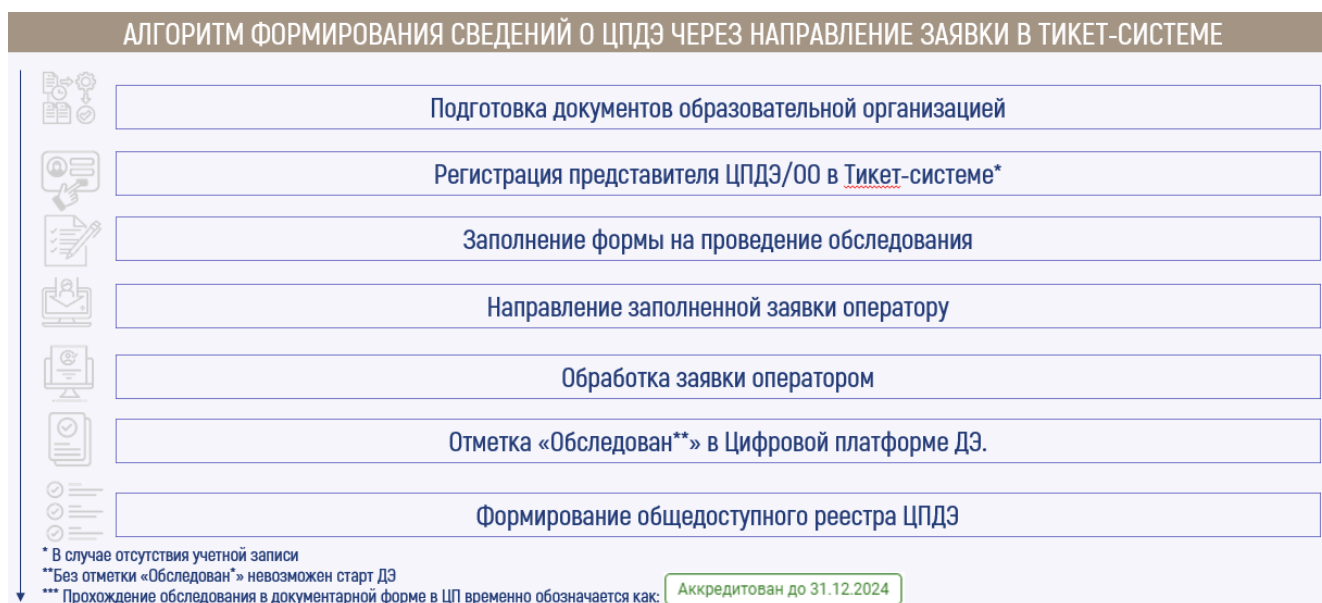 АЛГОРИТМ ФОРМИРОВАНИЯ СВЕДЕНИЙ О ЦПДЭ ЧЕРЕЗ НАПРАВЛЕНИЕ ЗАЯВКИ В ТИКЕТ-СИСТЕМЕ
Подготовка документов образовательной организацией
Регистрация представителя ЦПДЭ/ОО в Тикет-системе*
Заполнение формы на проведение обследования
Направление заполненной заявки оператору
Обработка заявки оператором
Отметка «Обследован**» в Цифровой платформе ДЭ.
Формирование общедоступного реестра ЦПДЭ
* В случае отсутствия учетной записи
**Без отметки «Обследован*» невозможен старт ДЭ
*** Прохождение обследования в документарной форме в ЦП временно обозначается как: Аккредитован до 31.12.2024